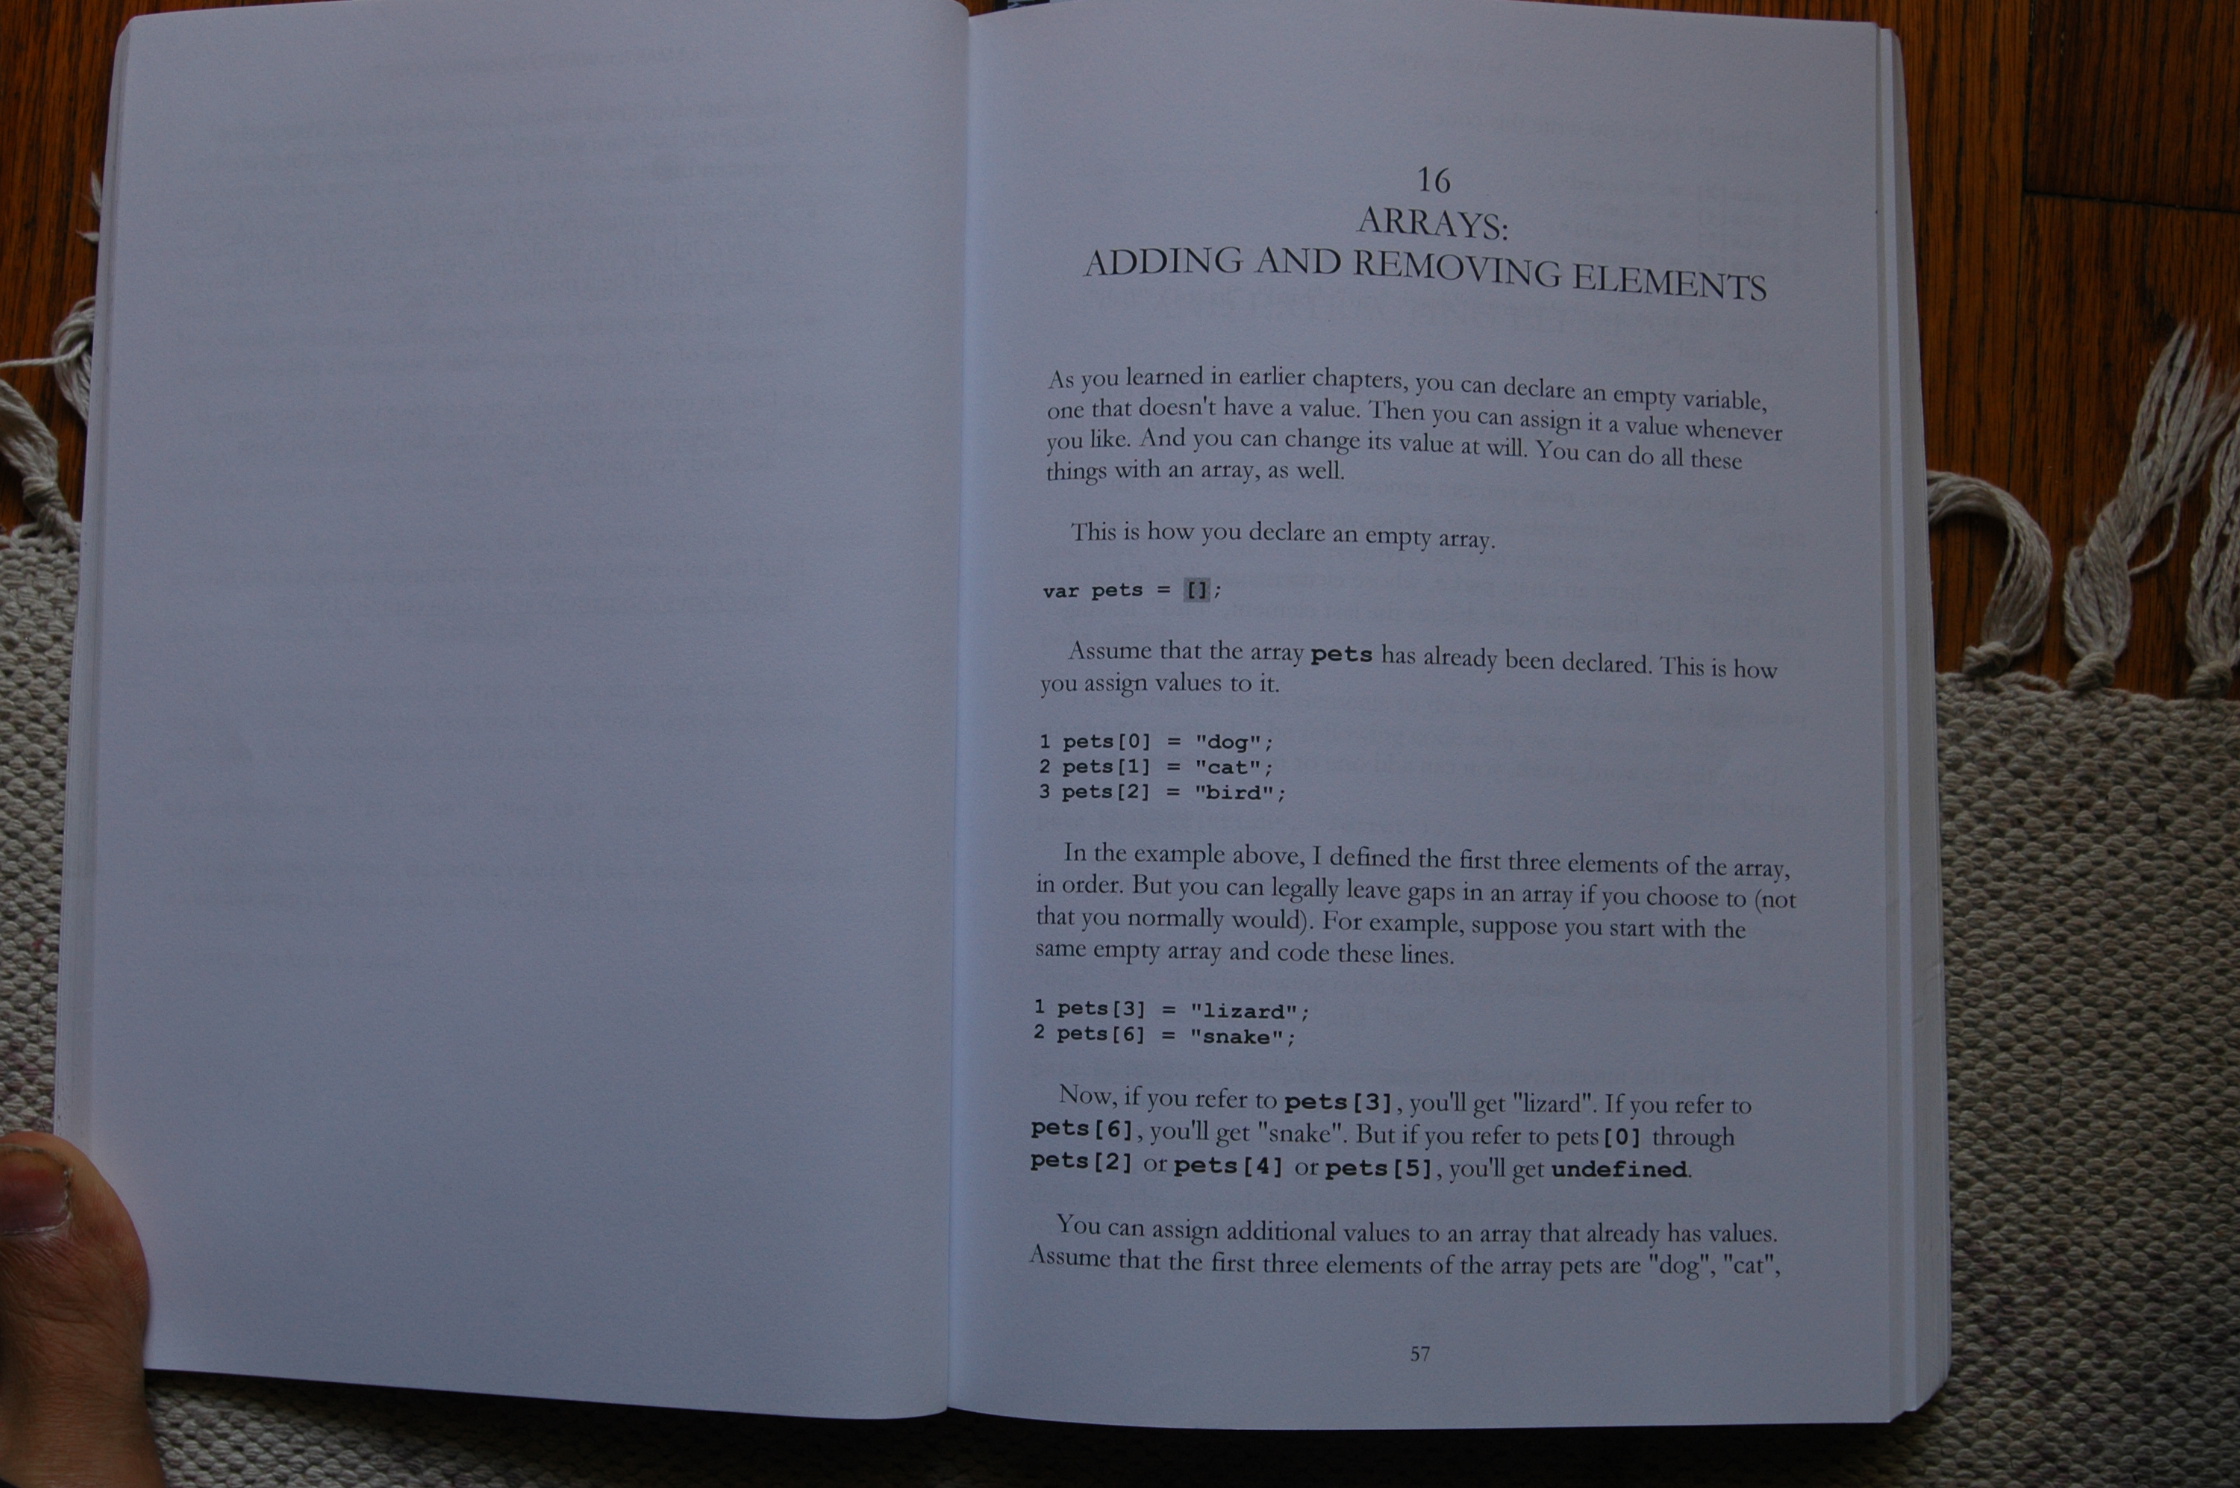 16
ARRAYS:
ADDING AND REMOVING ELEMENTS
As you learned in earlier chapters, you can declare an empty variable,
one that doesn't have a value. Then you can assign it a value whenever
you like. And you can change its value at will. You can do all these
things with an array, as well.
This is how you declare an empty array.
var pets = [];
Assume that the array pets has already been declared. This is how
you assign values to it.
1 pets[0] = "dog";
2 pets[1] = "cat";
3 pets[2] = "bird";
In the example above, I defined the first three elements of the array,
in order. But you can legally leave gaps in an array if you choose to (not
that you normally would). For example, suppose you start with the
same empty array and code these lines.
1 pets[3] = "lizard";
2 pets[6] = "snake";
Now, if you refer to pets[3], you'll get "lizard". If you refer to
pets[6], you'll get "snake". But if you refer to pets[0] through
pets[2] or pets[4] or pets[5], you'll get undefined.
You can assign additional values to an array that already has values.
Assume that the first three elements of the array pets are "dog", "cat",
57